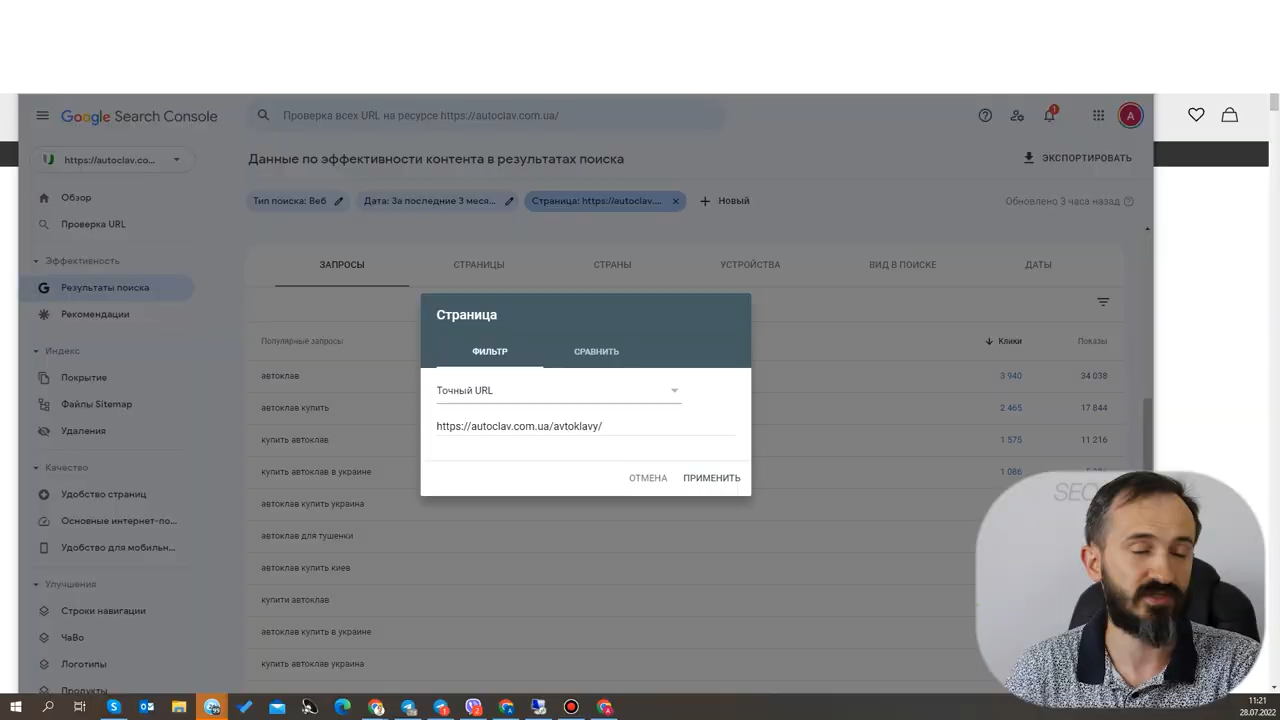 Google Search Console
Проверка всех URL на ресурсе https://autoclav.com.ua/
1
A
https://autoclav.co...
Данные по эффективности контента в результатах поиска
ЭКСПОРТИРОВАТЬ
Тип поиска: Веб
Дата: За последние 3 меся...
Страница: https://autoclav....
Новый
Обновлено 3 часа назад
Обзор
Проверка URL
Эффективность
Результаты поиска
Рекомендации
Индекс
Покрытие
Файлы Sitemap
Удаления
Качество
Удобство страниц
Основные интернет-по...
Удобство для мобильн...
Улучшения
Строки навигации
ЧаВо
Логотипы
Продукты
ЗАПРОСЫ
СТРАНИЦЫ
СТРАНЫ
УСТРОЙСТВА
ВИД В ПОИСКЕ
ДАТЫ
Популярные запросы
Клики
Показы
автоклав
3 940
34 038
автоклав купить
2 465
17 844
купить автоклав
1 575
11 216
купить автоклав в украине
1 086
автоклав купить украина
автоклав для тушенки
автоклав купить киев
купити автоклав
автоклав купить в украине
купить автоклав украина
Страница
ФИЛЬТР
СРАВНИТЬ
Точный URL
https://autoclav.com.ua/avtoklavy/
ОТМЕНА
ПРИМЕНИТЬ
SEO
11:21
28.07.2022